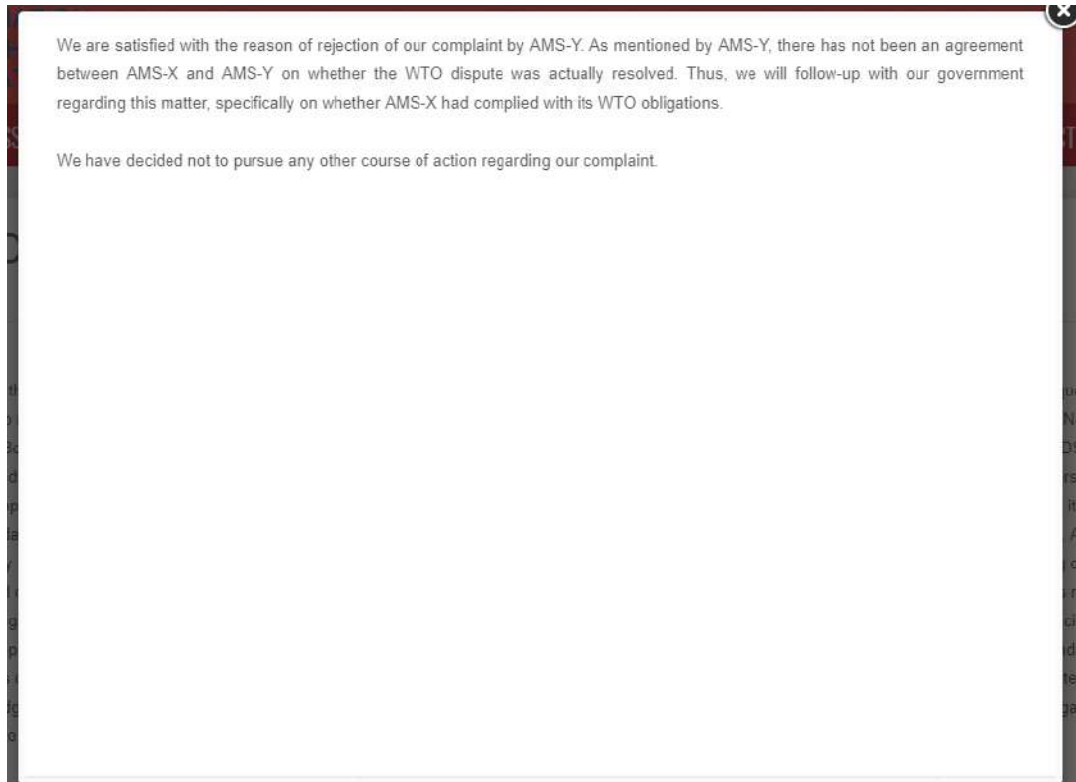 We are satisfied with the reason of rejection of our complaint by AMS-Y. As mentioned by AMS-Y, there has not been an agreement
between AMS-X and AMS-Y on whether the WTO dispute was actually resolved. Thus, we will follow-up with our government
regarding this matter, specifically on whether AMS-X had complied with its WTO obligations.
We have decided not to pursue any other course of action regarding our complaint.